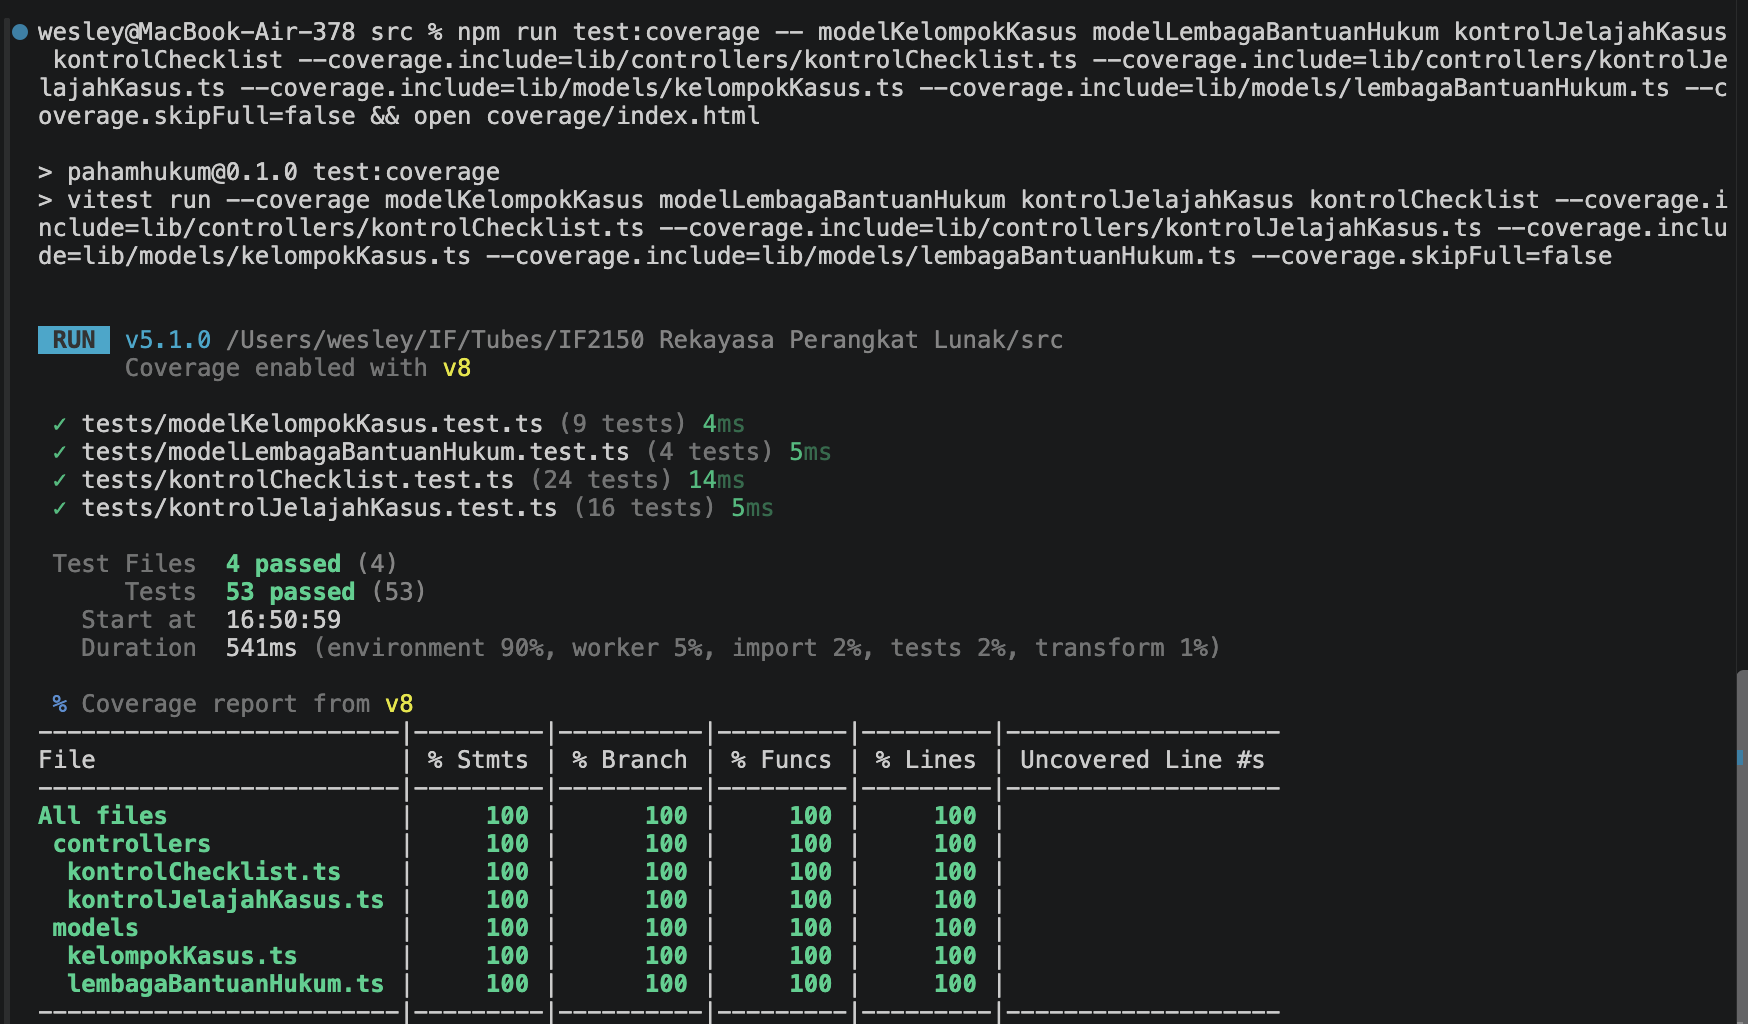 wesley@MacBook-Air-378 src % npm run test:coverage -- modelKelompokKasus modelLembagaBantuanHukum kontrolJelajahKasus
kontrolChecklist --coverage.include=lib/controllers/kontrolChecklist.ts --coverage.include=lib/controllers/kontrolJe
lajahKasus.ts --coverage.include=lib/models/kelompokKasus.ts --coverage.include=lib/models/lembagaBantuanHukum.ts --c
overage.skipFull=false && open coverage/index.html
> pahamhukum@0.1.0 test:coverage
> vitest run --coverage modelKelompokKasus modelLembagaBantuanHukum kontrolJelajahKasus kontrolChecklist --coverage.i
nclude=lib/controllers/kontrolChecklist.ts --coverage.include=lib/controllers/kontrolJelajahKasus.ts --coverage.inclu
de=lib/models/kelompokKasus.ts --coverage.include=lib/models/lembagaBantuanHukum.ts --coverage.skipFull=false
RUN v5.1.0 /Users/wesley/IF/Tubes/IF2150 Rekayasa Perangkat Lunak/src
Coverage enabled with v8
✓ tests/modelKelompokKasus.test.ts (9 tests) 4ms
✓ tests/modelLembagaBantuanHukum.test.ts (4 tests) 5ms
✓ tests/kontrolChecklist.test.ts (24 tests) 14ms
✓ tests/kontrolJelajahKasus.test.ts (16 tests) 5ms
Test Files 4 passed (4)
Tests 53 passed (53)
Start at 16:50:59
Duration 541ms (environment 90%, worker 5%, import 2%, tests 2%, transform 1%)
% Coverage report from v8
-------------------------|---------|----------|---------|---------|-------------------
File | % Stmts | % Branch | % Funcs | % Lines | Uncovered Line #s
-------------------------|---------|----------|---------|---------|-------------------
All files | 100 | 100 | 100 | 100 |
controllers | 100 | 100 | 100 | 100 |
kontrolChecklist.ts | 100 | 100 | 100 | 100 |
kontrolJelajahKasus.ts | 100 | 100 | 100 | 100 |
models | 100 | 100 | 100 | 100 |
kelompokKasus.ts | 100 | 100 | 100 | 100 |
lembagaBantuanHukum.ts | 100 | 100 | 100 | 100 |
-------------------------|---------|----------|---------|---------|-------------------